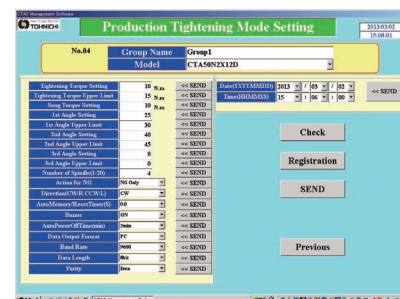 CTA2 Management Software
TOHNICHI
Production Tightening Mode Setting
2013/03/02
15:08:01
No.04
Group Name Group1
Model CTA50N2X12D
Tightening Torque Setting 10 N.m << SEND
Tightening Torque Upper Limit 15 N.m << SEND
Snug Torque Setting 10 N.m << SEND
1st Angle Setting 25 << SEND
1st Angle Upper Limit 30 << SEND
2nd Angle Setting 40 << SEND
2nd Angle Upper Limit 45 << SEND
3rd Angle Setting 0 << SEND
3rd Angle Upper Limit 0 << SEND
Number of Spindle(1-20) 4 << SEND
Action for NG NG Only << SEND
Direction(CW/R CCW/L) CW << SEND
AutoMemory/ResetTimer(S) 0.0 << SEND
Buzzer ON << SEND
AutoPowerOffTime(min) 3min << SEND
Data Output Format PC << SEND
Baud Rate 9600 << SEND
Data Length 8bit << SEND
Parity Even << SEND
Date(YYYYMMDD) 2013 / 03 / 02
Time(HHMMSS) 15 : 06 : 00
<< SEND
Check
Registration
SEND
Previous